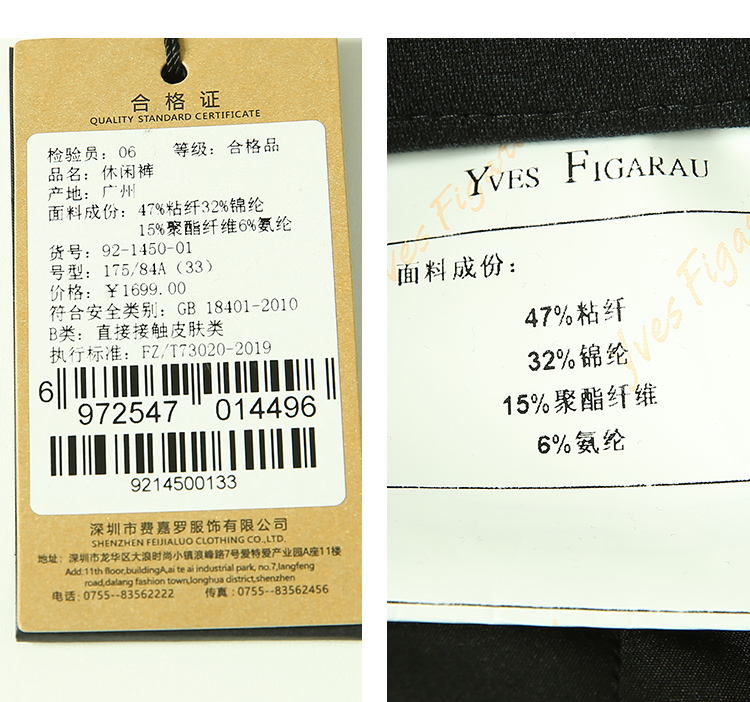 合格证
QUALITY STANDARD CERTIFICATE
检验员: 06 等级: 合格品
品名: 休闲裤
产地: 广州
面料成份: 47%粘纤32%锦纶
15%聚酯纤维6%氨纶
货号: 92-1450-01
号型: 175/84A (33)
价格: ¥1699.00
符合安全类别: GB 18401-2010
B类: 直接接触皮肤类
执行标准: FZ/T73020-2019
6 972547 014496
9214500133
深圳市费嘉罗服饰有限公司
SHENZHEN FEIJIALUO CLOTHING CO.,LTD.
地址: 深圳市龙华区大浪时尚小镇浪峰路7号爱特爱产业园A座11楼
Add:11th floor,buildingA,ai te ai industrial park, no.7,langfeng
road,dalang fashion town,longhua district,shenzhen
电话: 0755--83562222 传真: 0755--83562456
YVES FIGARAU
面料成份:
47%粘纤
32%锦纶
15%聚酯纤维
6%氨纶
Yves Figarau